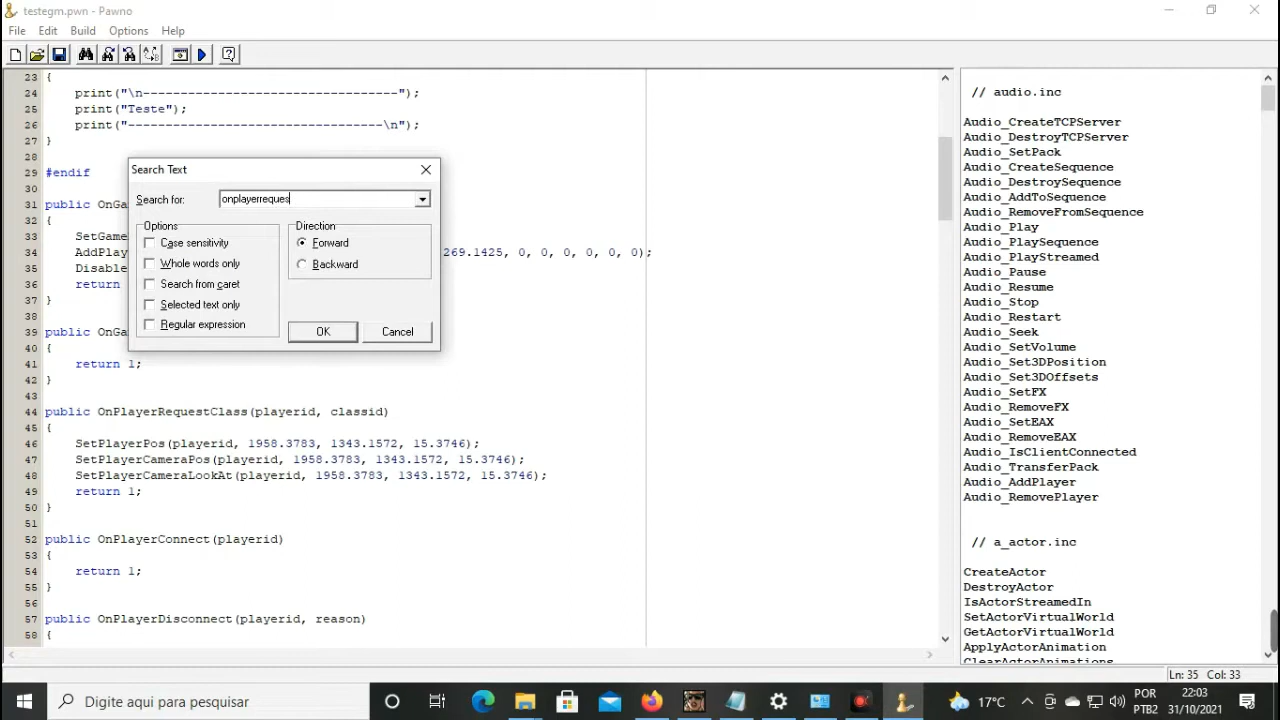 testegm.pwn - Pawno
File Edit Build Options Help
23 {
24 print("\n----------------------------------");
25 print("Teste");
26 print("----------------------------------\n");
27 }
28
29 #endif
30
31 public OnGa
32 {
33 SetGame
34 AddPlay 269.1425, 0, 0, 0, 0, 0, 0);
35 Disable
36 return
37 }
38
39 public OnGa
40 {
41 return 1;
42 }
43
44 public OnPlayerRequestClass(playerid, classid)
45 {
46 SetPlayerPos(playerid, 1958.3783, 1343.1572, 15.3746);
47 SetPlayerCameraPos(playerid, 1958.3783, 1343.1572, 15.3746);
48 SetPlayerCameraLookAt(playerid, 1958.3783, 1343.1572, 15.3746);
49 return 1;
50 }
51
52 public OnPlayerConnect(playerid)
53 {
54 return 1;
55 }
56
57 public OnPlayerDisconnect(playerid, reason)
58 {
Search Text
Search for: onplayerreques
Options
Case sensitivity
Whole words only
Search from caret
Selected text only
Regular expression
Direction
Forward
Backward
OK Cancel
// audio.inc
Audio_CreateTCPServer
Audio_DestroyTCPServer
Audio_SetPack
Audio_CreateSequence
Audio_DestroySequence
Audio_AddToSequence
Audio_RemoveFromSequence
Audio_Play
Audio_PlaySequence
Audio_PlayStreamed
Audio_Pause
Audio_Resume
Audio_Stop
Audio_Restart
Audio_Seek
Audio_SetVolume
Audio_Set3DPosition
Audio_Set3DOffsets
Audio_SetFX
Audio_RemoveFX
Audio_SetEAX
Audio_RemoveEAX
Audio_IsClientConnected
Audio_TransferPack
Audio_AddPlayer
Audio_RemovePlayer
// a_actor.inc
CreateActor
DestroyActor
IsActorStreamedIn
SetActorVirtualWorld
GetActorVirtualWorld
ApplyActorAnimation
ClearActorAnimations
Ln: 35 Col: 33
Digite aqui para pesquisar
17°C
POR
PTB2
22:03
31/10/2021